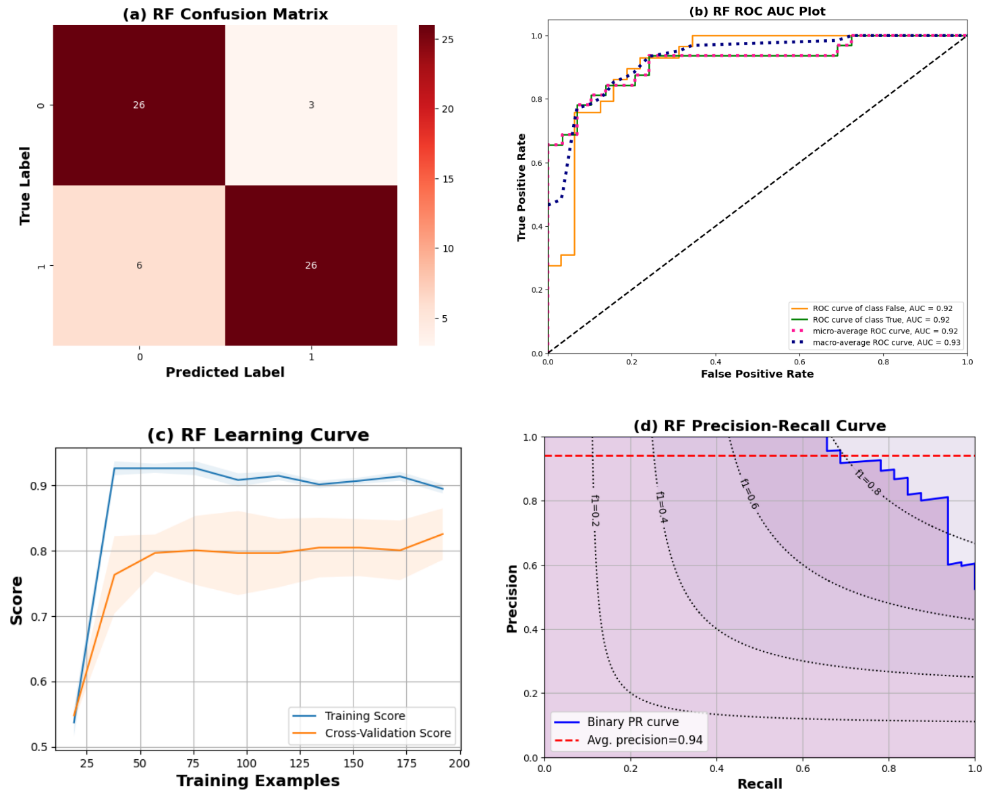 (a) RF Confusion Matrix
True Label
0
1
26
3
6
26
0
1
Predicted Label
25
20
15
10
5
(b) RF ROC AUC Plot
True Positive Rate
1.0
0.8
0.6
0.4
0.2
0.0
0.0
0.2
0.4
0.6
0.8
1.0
False Positive Rate
ROC curve of class False, AUC = 0.92
ROC curve of class True, AUC = 0.92
micro-average ROC curve, AUC = 0.92
macro-average ROC curve, AUC = 0.93
(c) RF Learning Curve
Score
0.9
0.8
0.7
0.6
0.5
25
50
75
100
125
150
175
200
Training Examples
Training Score
Cross-Validation Score
(d) RF Precision-Recall Curve
Precision
1.0
0.8
0.6
0.4
0.2
0.0
0.0
0.2
0.4
0.6
0.8
1.0
Recall
f1=0.2
f1=0.4
f1=0.6
f1=0.8
Binary PR curve
Avg. precision=0.94